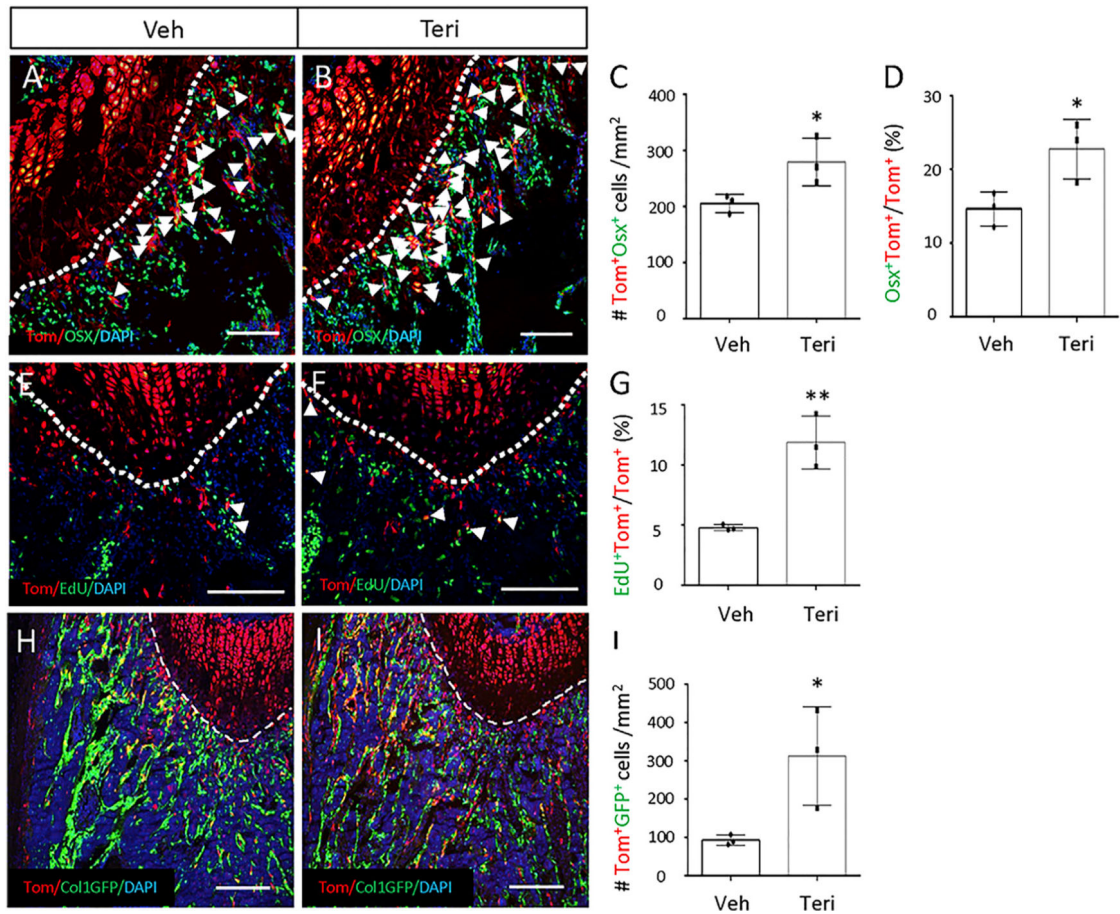 Veh Teri
A
Tom/OSX/DAPI
B
Tom/OSX/DAPI
C
# Tom⁺Osx⁺ cells /mm²
400
300
200
100
0
*
Veh Teri
D
Osx⁺Tom⁺/Tom⁺ (%)
30
20
10
0
*
Veh Teri
E
Tom/EdU/DAPI
F
Tom/EdU/DAPI
G
EdU⁺Tom⁺/Tom⁺ (%)
15
10
5
0
**
Veh Teri
H
Tom/Col1GFP/DAPI
I
Tom/Col1GFP/DAPI
I
# Tom⁺GFP⁺ cells /mm²
500
400
300
200
100
0
*
Veh Teri